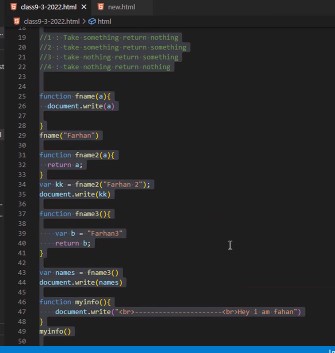 class9-3-2022.html × new.html
class9-3-2022.html > html
19 //1 : Take something return nothing
20 //2 : take something return something
21 //3 : take nothing return something
22 //4 : take nothing return nothing
23
24
25 function fname(a){
26 document.write(a)
27
28 }
29 fname("Farhan")
30
31 function fname2(a){
32 return a;
33 }
34 var kk = fname2("Farhan 2");
35 document.write(kk)
36
37 function fname3(){
38
39 var b = "Farhan3"
40 return b;
41 }
42
43 var names = fname3()
44 document.write(names)
45
46 function myinfo(){
47 document.write("<br>----------------------<br>Hey i am fahan")
48 }
49 myinfo()
50